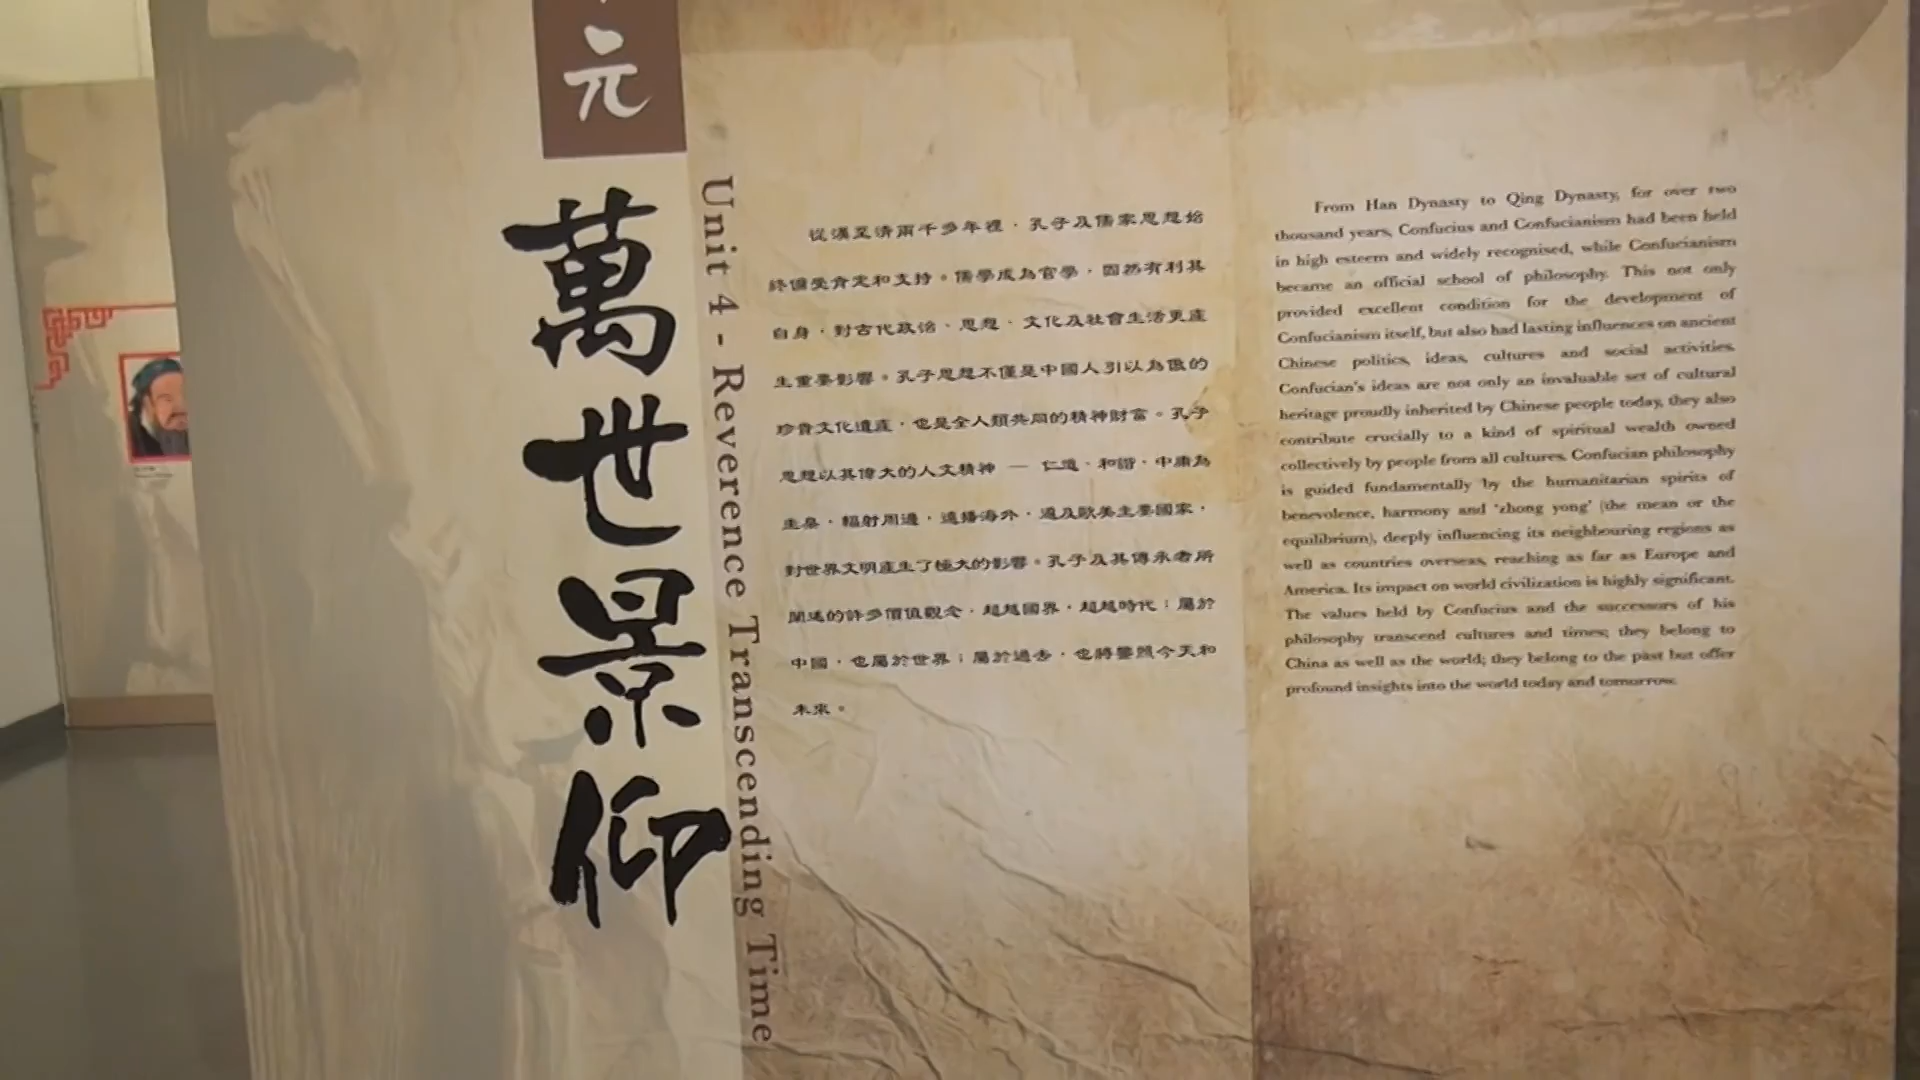 元
萬世景仰
Unit 4 - Reverence Transcending Time
從漢至清兩千多年裡，孔子及儒家思想始
終備受肯定和支持。儒學成為官學，固然有利其
自身，對古代政治、思想、文化及社會生活更產
生重要影響。孔子思想不僅是中國人引以為傲的
珍貴文化遺產，也是全人類共同的精神財富。孔子
思想以其偉大的人文精神 — 仁道、和諧、中庸為
圭臬，輻射周邊，遠播海外，遍及歐美主要國家，
對世界文明產生了極大的影響。孔子及其傳承者所
闡述的許多價值觀念，超越國界，超越時代；屬於
中國，也屬於世界；屬於過去，也將鑒照今天和
未來。
From Han Dynasty to Qing Dynasty, for over two
thousand years, Confucius and Confucianism had been held
in high esteem and widely recognised, while Confucianism
became an official school of philosophy. This not only
provided excellent condition for the development of
Confucianism itself, but also had lasting influences on ancient
Chinese politics, ideas, cultures and social activities.
Confucian's ideas are not only an invaluable set of cultural
heritage proudly inherited by Chinese people today, they also
contribute crucially to a kind of spiritual wealth owned
collectively by people from all cultures. Confucian philosophy
is guided fundamentally by the humanitarian spirits of
benevolence, harmony and 'zhong yong' (the mean or the
equilibrium), deeply influencing its neighbouring regions as
well as countries overseas, reaching as far as Europe and
America. Its impact on world civilization is highly significant.
The values held by Confucius and the successors of his
philosophy transcend cultures and times; they belong to
China as well as the world; they belong to the past but offer
profound insights into the world today and tomorrow.